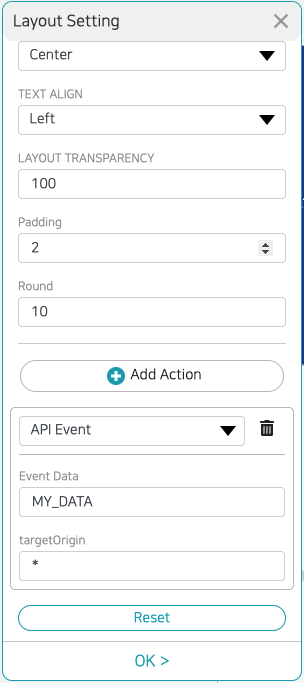 Layout Setting
Center
TEXT ALIGN
Left
LAYOUT TRANSPARENCY
100
Padding
2
Round
10
Add Action
API Event
Event Data
MY_DATA
targetOrigin
*
Reset
OK >